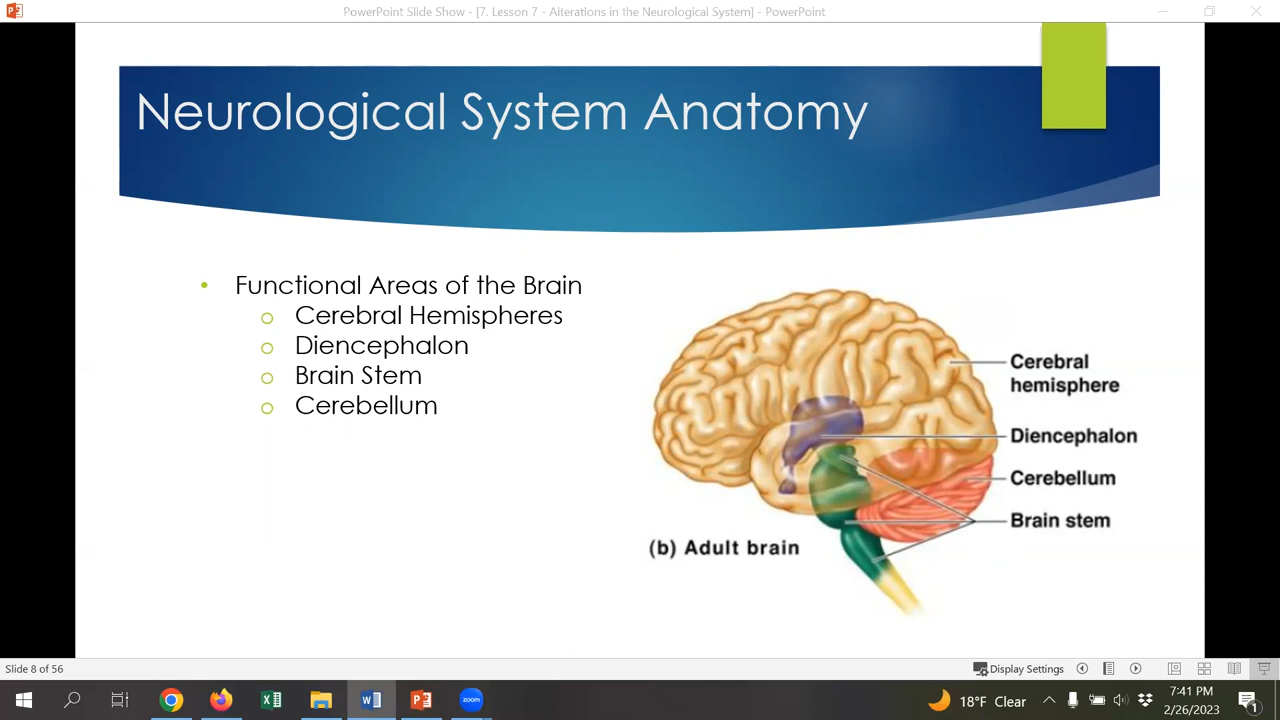 PowerPoint Slide Show - [7. Lesson 7 - Alterations in the Neurological System] - PowerPoint
Neurological System Anatomy
• Functional Areas of the Brain
o Cerebral Hemispheres
o Diencephalon
o Brain Stem
o Cerebellum
Cerebral
hemisphere
Diencephalon
Cerebellum
Brain stem
(b) Adult brain
Slide 8 of 56
Display Settings
zoom
18°F Clear
7:41 PM
2/26/2023
1